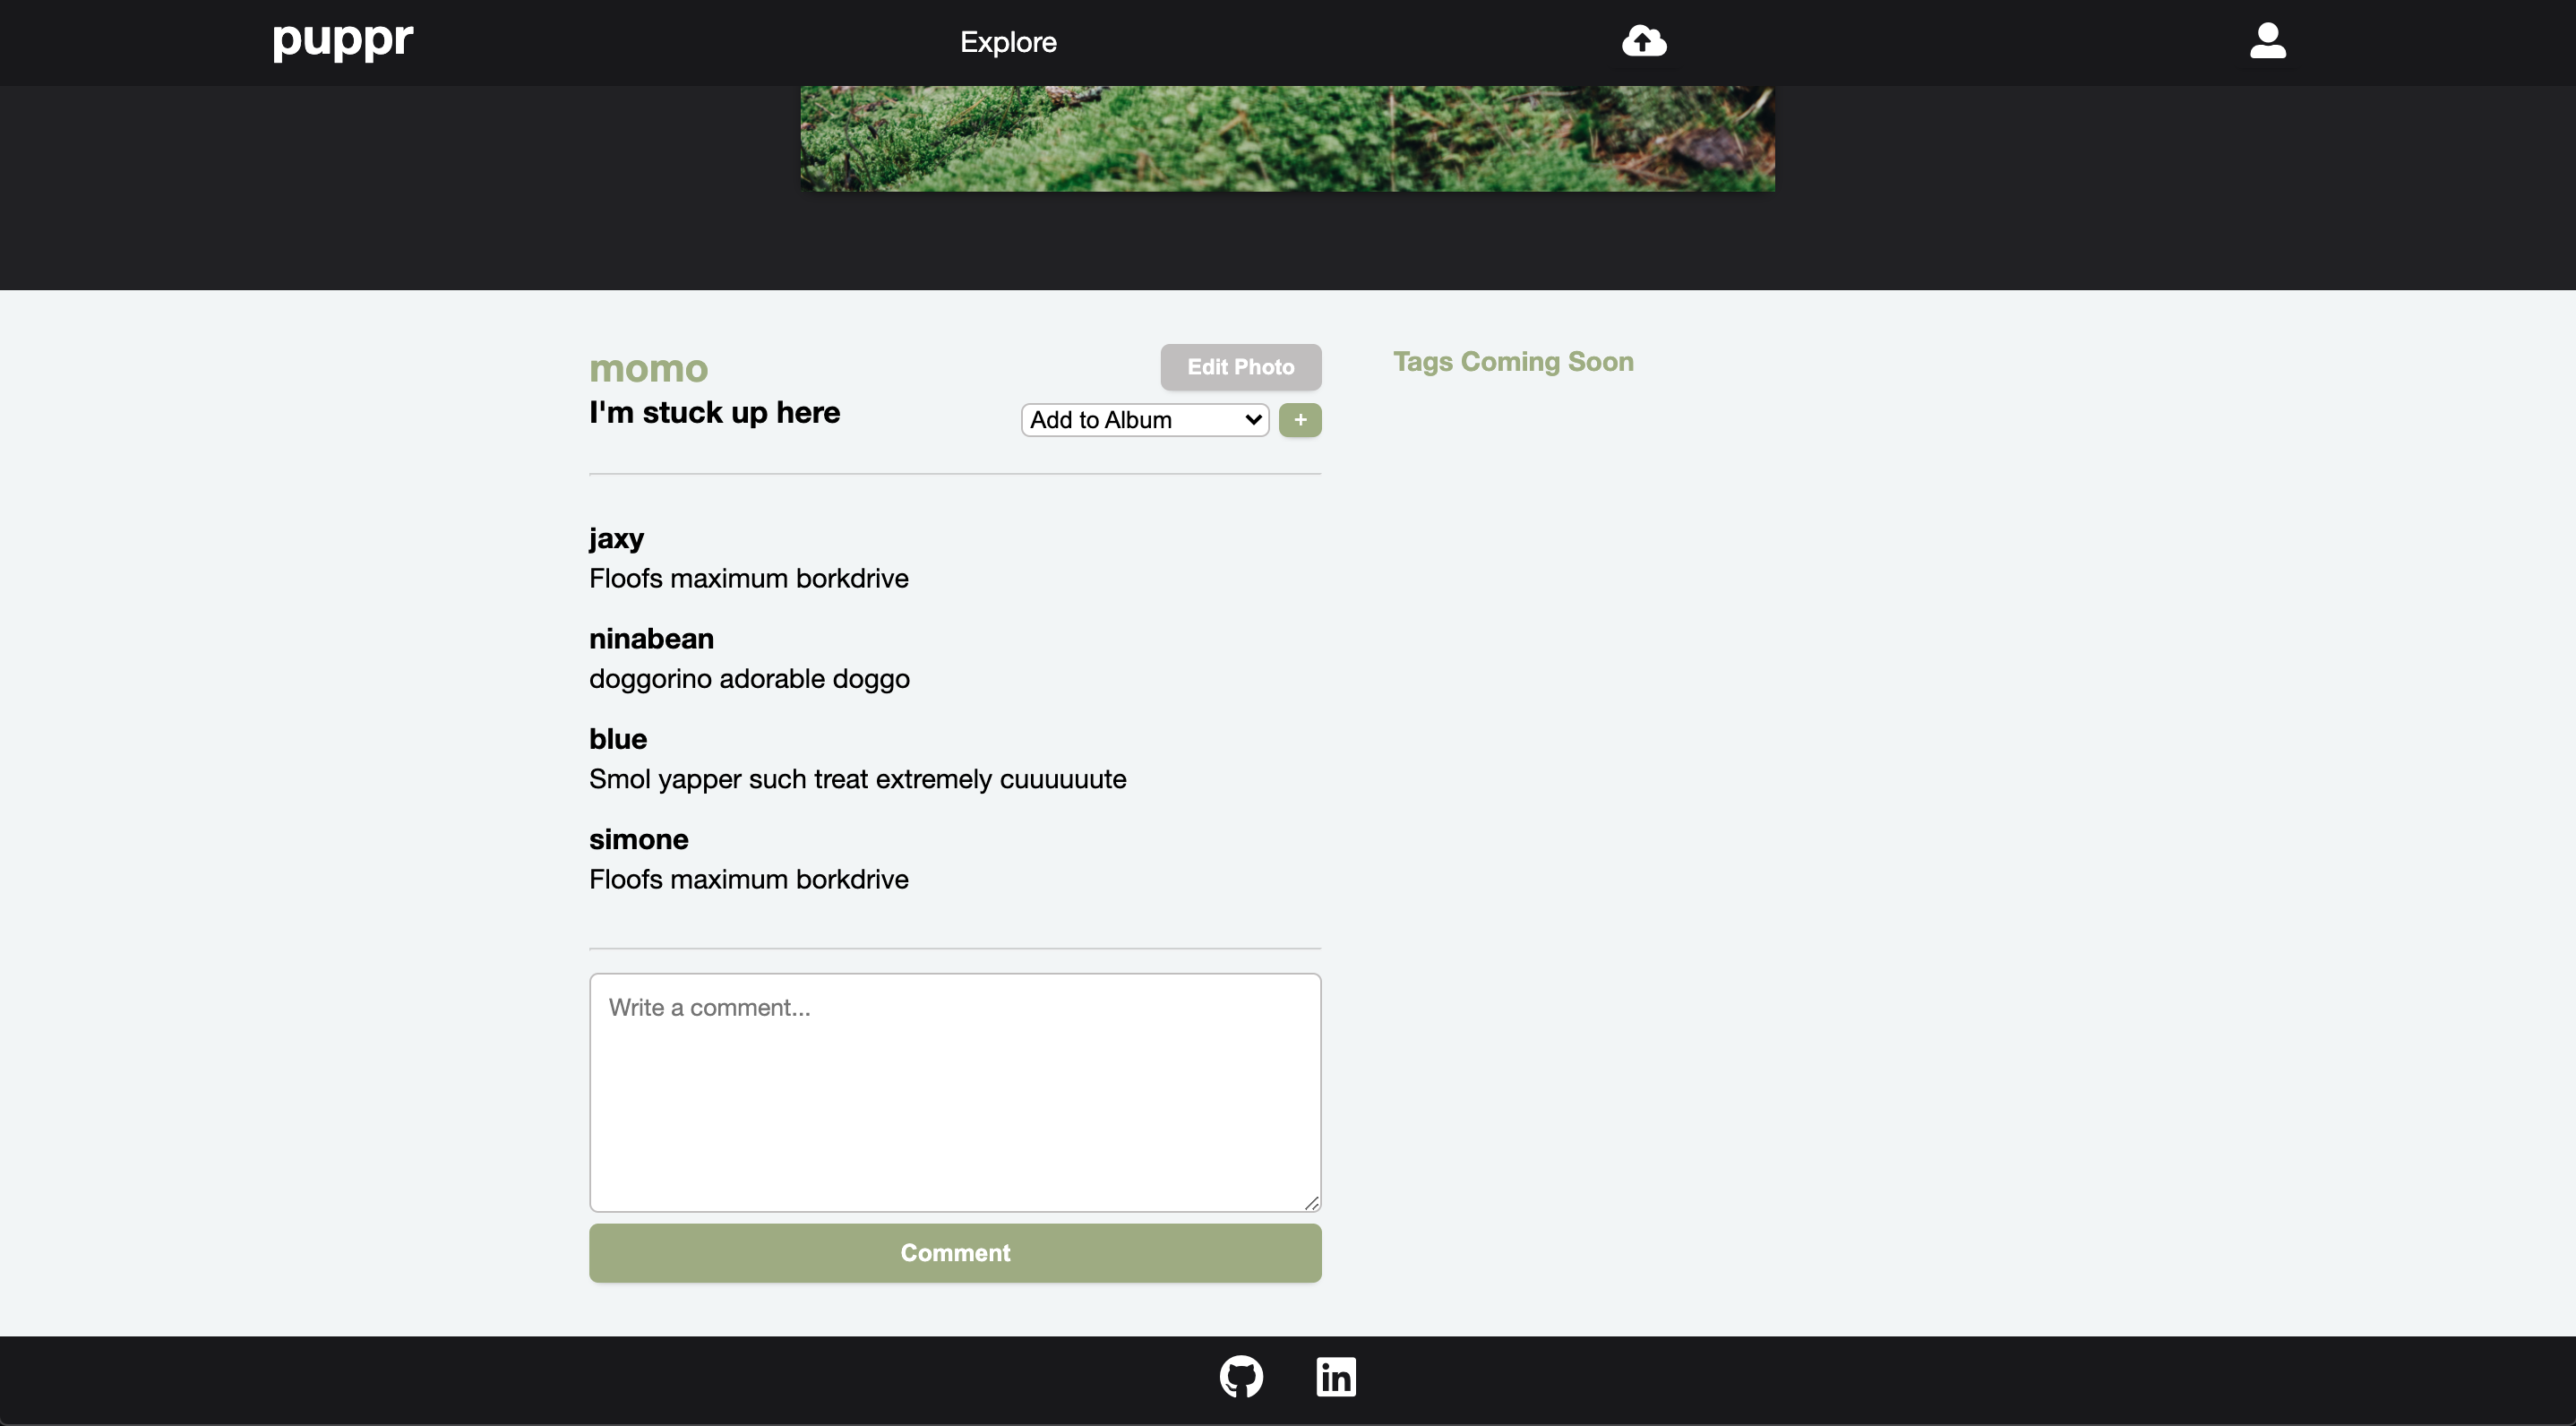 puppr
Explore
momo
Edit Photo
Tags Coming Soon
I'm stuck up here
Add to Album
+
jaxy
Floofs maximum borkdrive
ninabean
doggorino adorable doggo
blue
Smol yapper such treat extremely cuuuuuute
simone
Floofs maximum borkdrive
Write a comment...
Comment
in